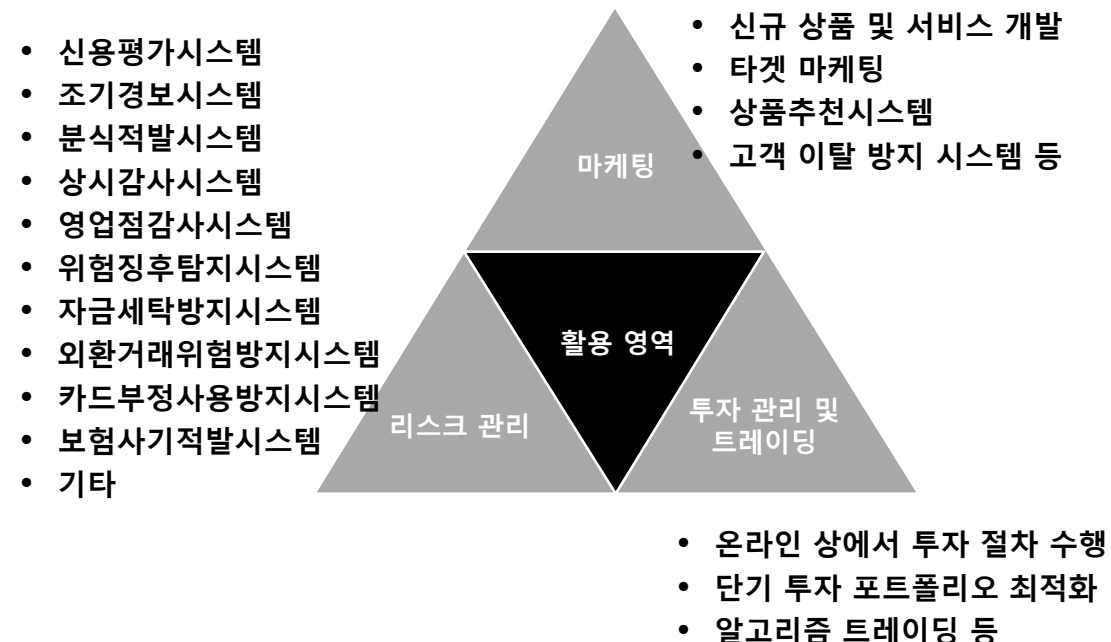 • 신용평가시스템
• 조기경보시스템
• 분식적발시스템
• 상시감사시스템
• 영업점감사시스템
• 위험징후탐지시스템
• 자금세탁방지시스템
• 외환거래위험방지시스템
• 카드부정사용방지시스템
• 보험사기적발시스템
• 기타
• 신규 상품 및 서비스 개발
• 타겟 마케팅
• 상품추천시스템
• 고객 이탈 방지 시스템 등
마케팅
활용 영역
리스크 관리
투자 관리 및
트레이딩
• 온라인 상에서 투자 절차 수행
• 단기 투자 포트폴리오 최적화
• 알고리즘 트레이딩 등